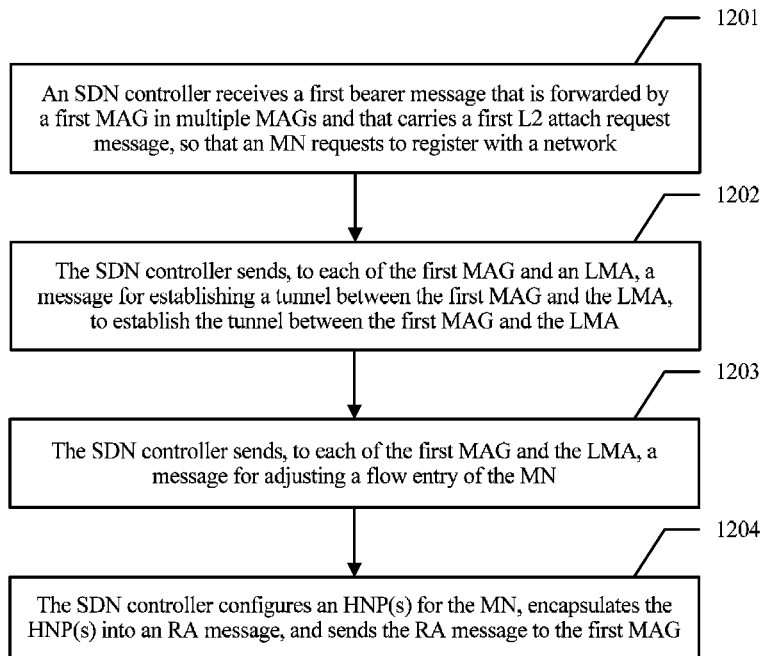 1201
An SDN controller receives a first bearer message that is forwarded by
a first MAG in multiple MAGs and that carries a first L2 attach request
message, so that an MN requests to register with a network
1202
The SDN controller sends, to each of the first MAG and an LMA, a
message for establishing a tunnel between the first MAG and the LMA,
to establish the tunnel between the first MAG and the LMA
1203
The SDN controller sends, to each of the first MAG and the LMA, a
message for adjusting a flow entry of the MN
1204
The SDN controller configures an HNP(s) for the MN, encapsulates the
HNP(s) into an RA message, and sends the RA message to the first MAG